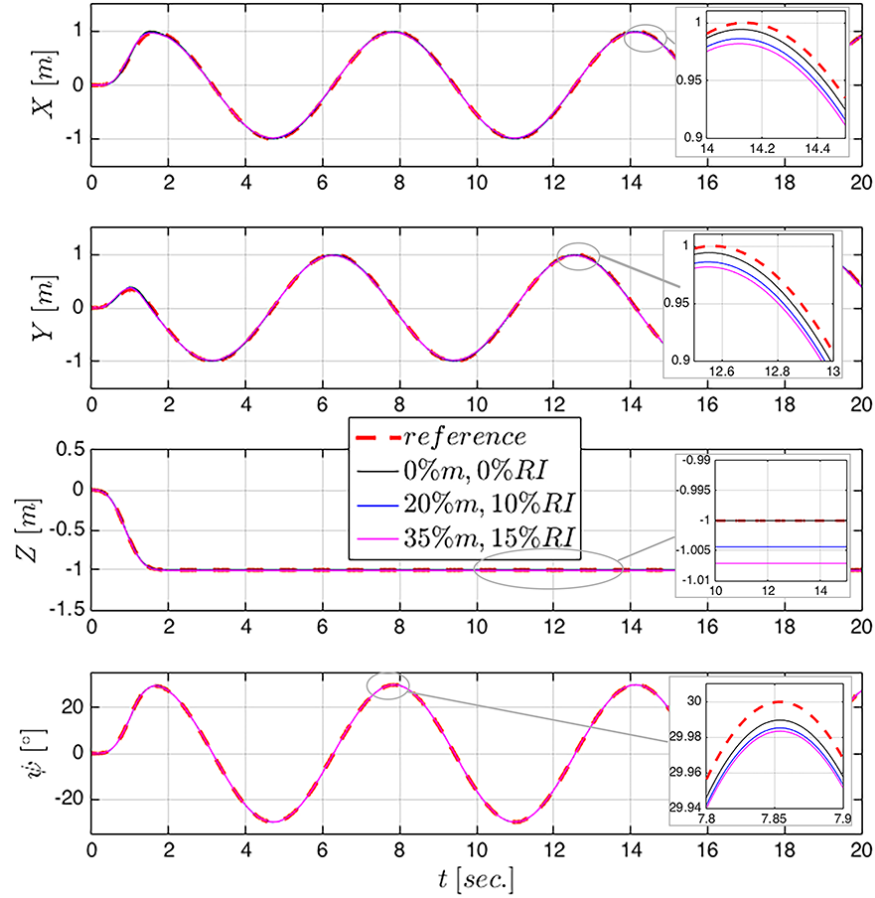 X [m]
1
0
-1
0 2 4 6 8 10 12 14 16 18 20
1
0.95
0.9
14 14.2 14.4
Y [m]
1
0
-1
0 2 4 6 8 10 12 14 16 18 20
1
0.95
0.9
12.6 12.8 13
Z [m]
0.5
0
-0.5
-1
-1.5
0 2 4 6 8 10 12 14 16 18 20
reference
0%m, 0%RI
20%m, 10%RI
35%m, 15%RI
-0.99
-0.995
-1
-1.005
-1.01
10 12 14
ψ̇ [°]
20
0
-20
0 2 4 6 8 10 12 14 16 18 20
30
29.98
29.96
29.94
7.8 7.85 7.9
t [sec.]